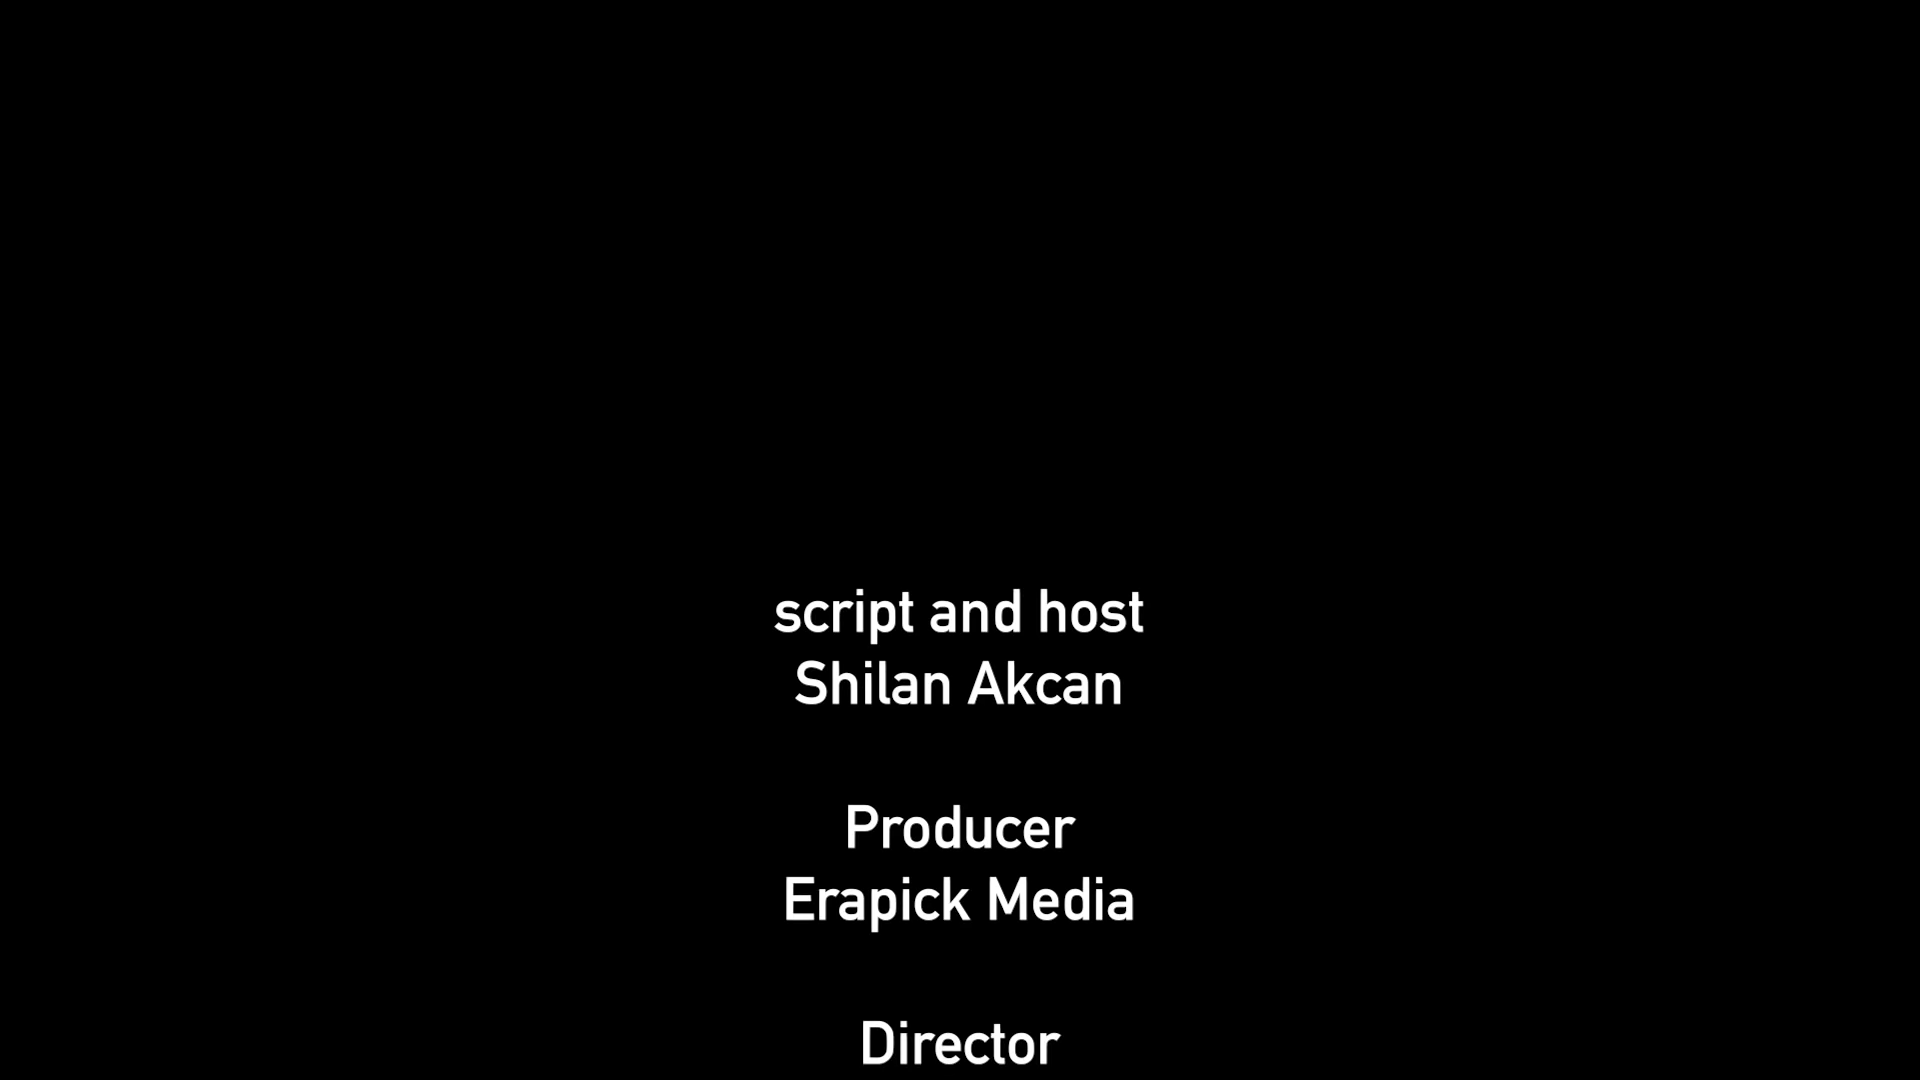 script and host
Shilan Akcan
Producer
Erapick Media
Director